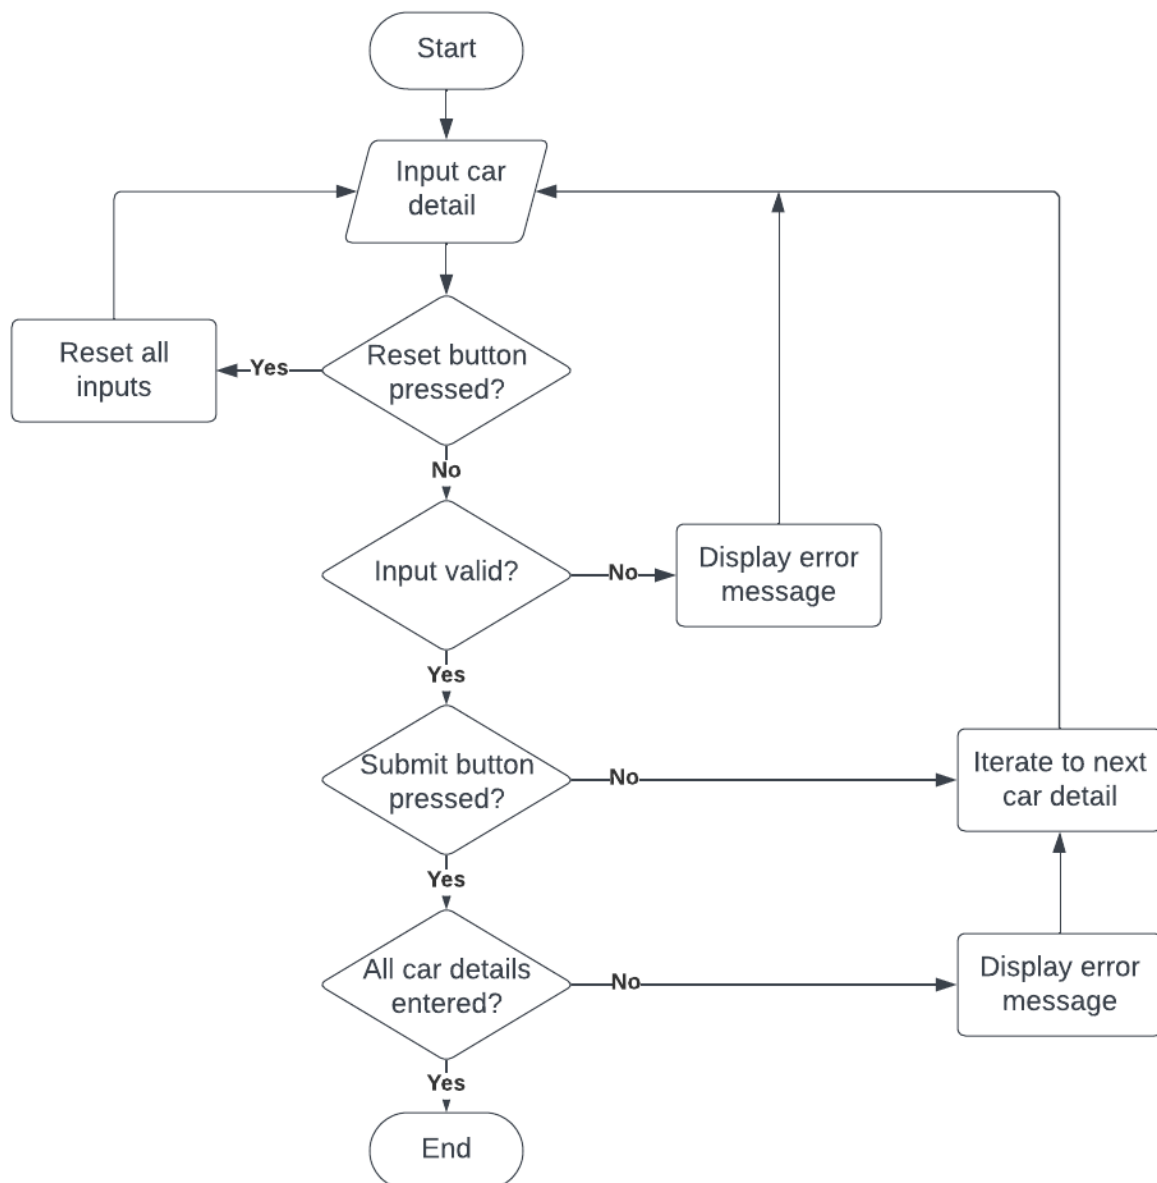 Start
Input car
detail
Reset all
inputs
Yes
Reset button
pressed?
No
Input valid?
No
Display error
message
Yes
Submit button
pressed?
No
Iterate to next
car detail
Yes
All car details
entered?
No
Display error
message
Yes
End